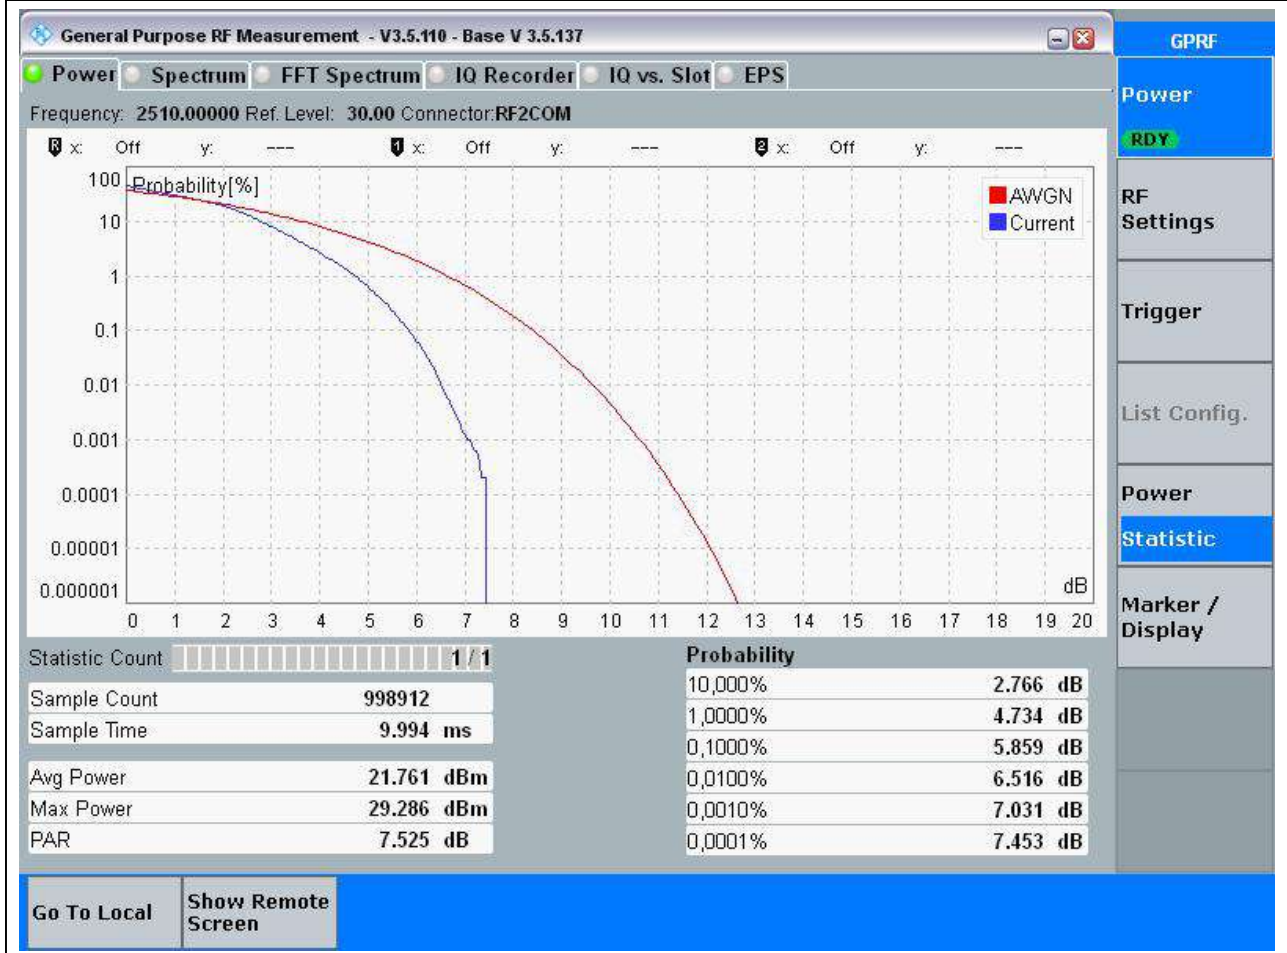 General Purpose RF Measurement - V3.5.110 - Base V 3.5.137
GPRF
Power Spectrum FFT Spectrum IQ Recorder IQ vs. Slot EPS
Frequency: 2510.00000 Ref. Level: 30.00 Connector:RF2COM
Power
RDY
R x: Off y: --- 1 x: Off y: --- 2 x: Off y: ---
100
Probability[%]
AWGN
Current
10
1
0.1
0.01
0.001
0.0001
0.00001
0.000001
dB
0 1 2 3 4 5 6 7 8 9 10 11 12 13 14 15 16 17 18 19 20
RF
Settings
Trigger
List Config.
Power
Statistic
Marker /
Display
Statistic Count 1 / 1
Sample Count 998912
Sample Time 9.994 ms
Avg Power 21.761 dBm
Max Power 29.286 dBm
PAR 7.525 dB
Probability
10,000% 2.766 dB
1,0000% 4.734 dB
0,1000% 5.859 dB
0,0100% 6.516 dB
0,0010% 7.031 dB
0,0001% 7.453 dB
Go To Local
Show Remote
Screen